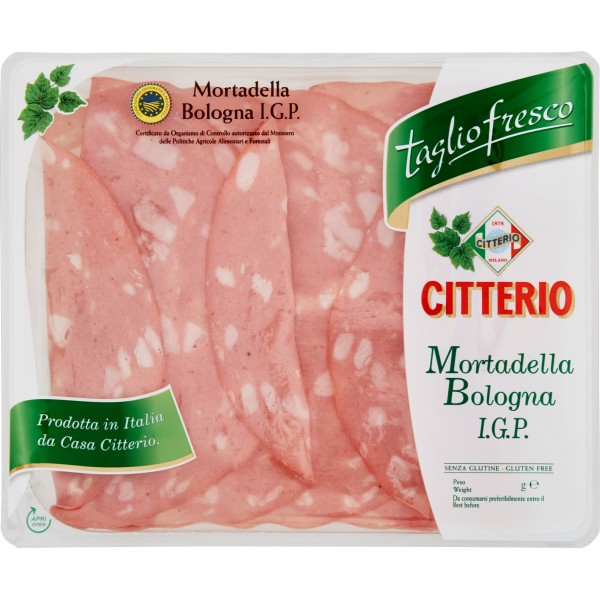 Mortadella
Bologna I.G.P.
Certificato da Organismo di Controllo autorizzato dal Ministero
delle Politiche Agricole Alimentari e Forestali
tagliofresco
1878
CITTERIO
MILANO
CITTERIO
Mortadella
Bologna
I.G.P.
SENZA GLUTINE - GLUTEN FREE
Peso
Weight g ℮
Da consumarsi preferibilmente entro il
Best before
Prodotta in Italia
da Casa Citterio.
APRI
OPEN